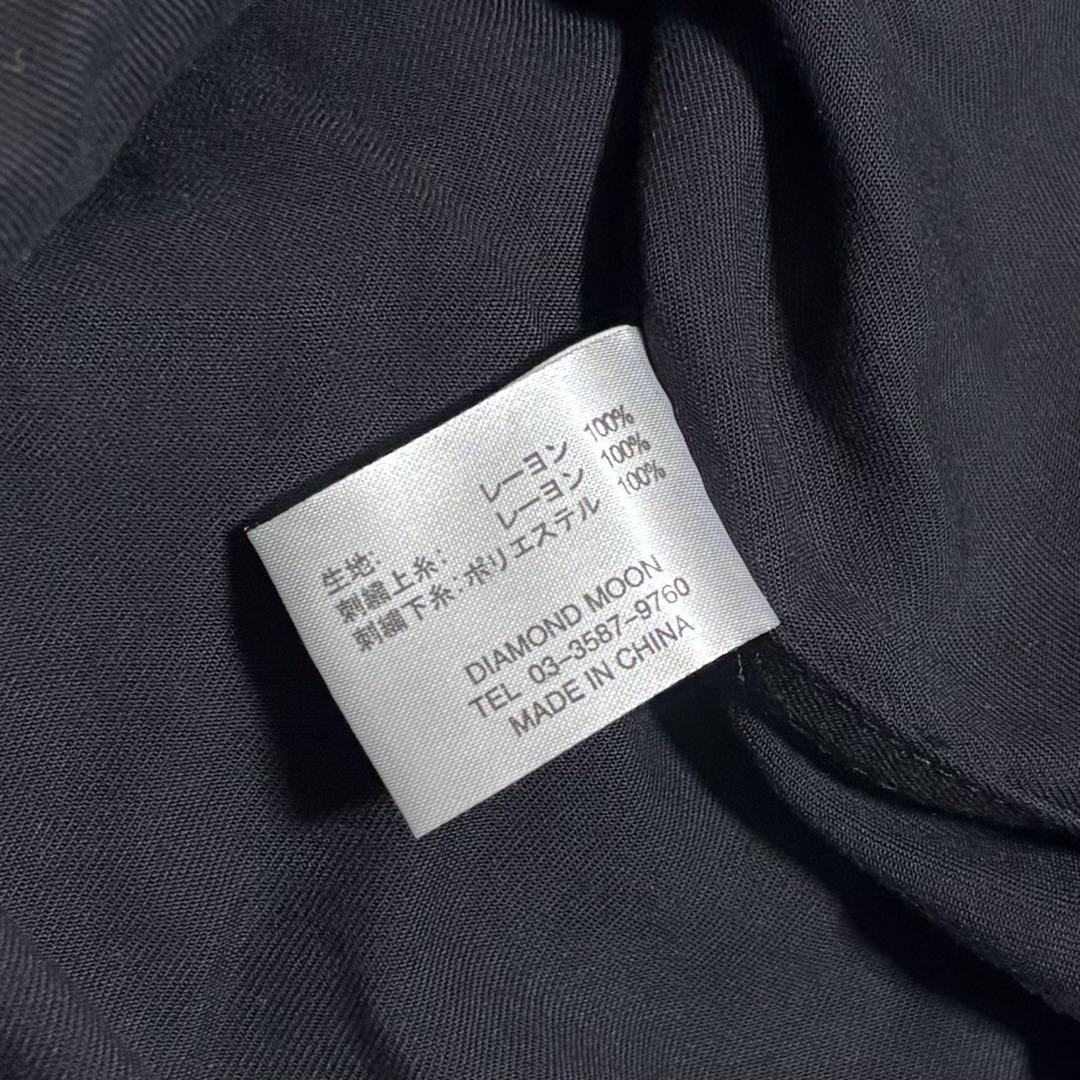 生地: レーヨン 100%
刺繍上糸: レーヨン 100%
刺繍下糸:ポリエステル 100%
DIAMOND MOON
TEL 03-3587-9760
MADE IN CHINA